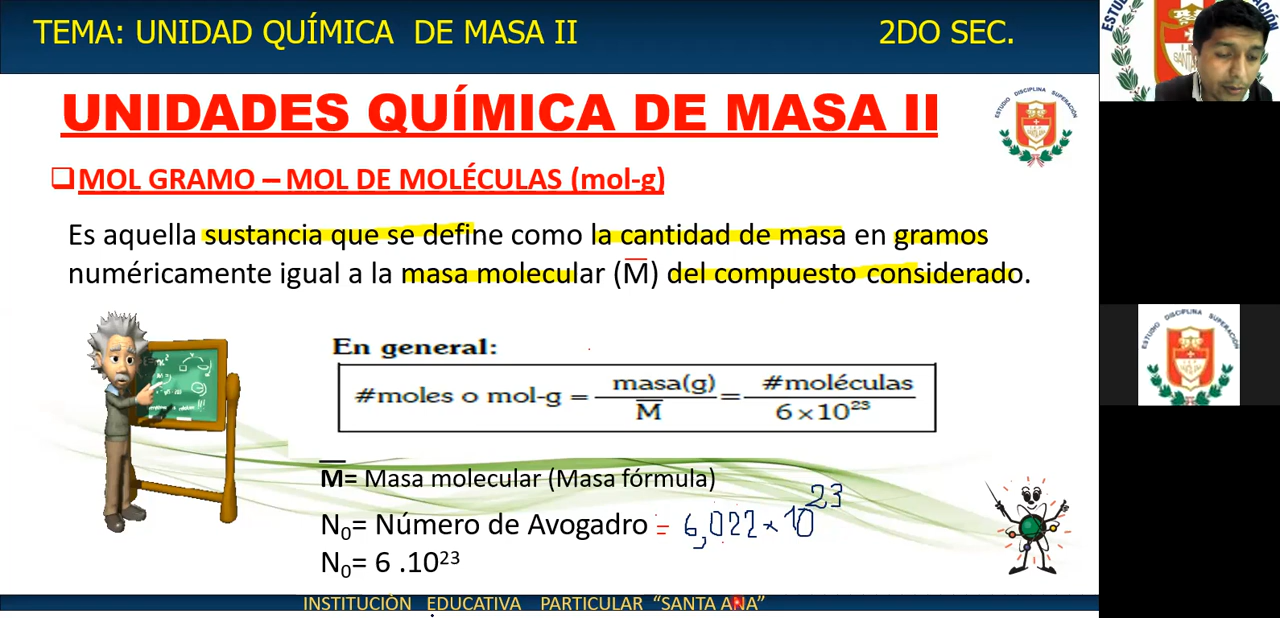 TEMA: UNIDAD QUÍMICA DE MASA II
2DO SEC.
UNIDADES QUÍMICA DE MASA II
ESTUDIO DISCIPLINA SUPERACIÓN
MOL GRAMO – MOL DE MOLÉCULAS (mol-g)
Es aquella sustancia que se define como la cantidad de masa en gramos
numéricamente igual a la masa molecular (M̅) del compuesto considerado.
En general:
#moles o mol-g = masa(g) / M̅ = #moléculas / 6 × 10²³
M̅= Masa molecular (Masa fórmula)
N₀= Número de Avogadro = 6,022 × 10²³
N₀= 6 .10²³
INSTITUCIÒN EDUCATIVA PARTICULAR “SANTA ANA”
ESTUDIO DISCIPLINA SUPERACIÓN